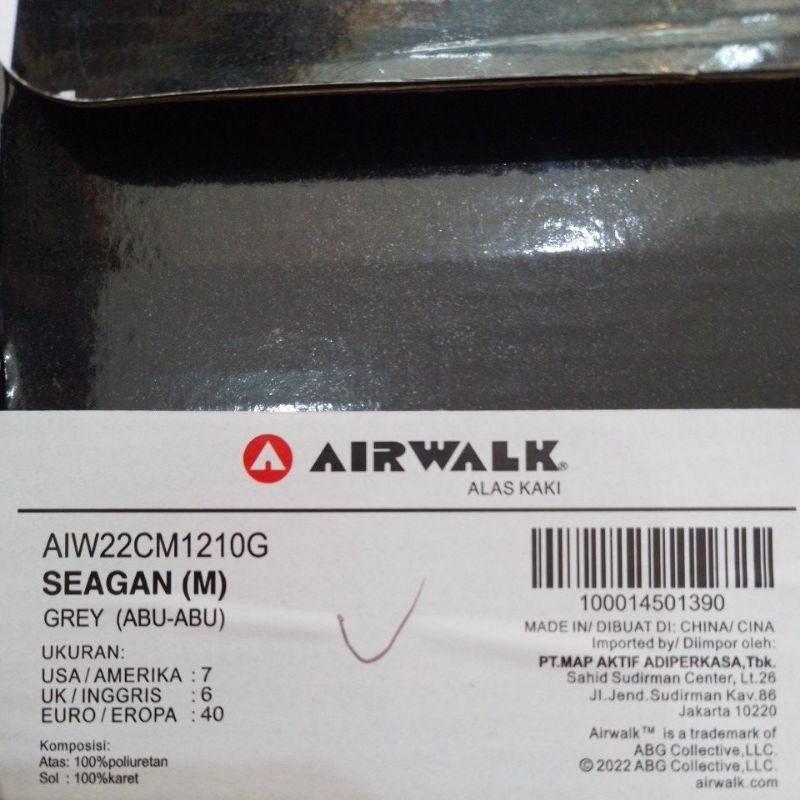 AIRWALK®
ALAS KAKI
AIW22CM1210G
SEAGAN (M)
GREY (ABU-ABU)
UKURAN:
USA / AMERIKA : 7
UK / INGGRIS : 6
EURO / EROPA : 40
Komposisi:
Atas: 100%poliuretan
Sol : 100%karet
100014501390
MADE IN/ DIBUAT DI: CHINA/ CINA
Imported by/ Diimpor oleh:
PT.MAP AKTIF ADIPERKASA,Tbk.
Sahid Sudirman Center, Lt.26
Jl.Jend.Sudirman Kav.86
Jakarta 10220
Airwalk™ is a trademark of
ABG Collective,LLC.
© 2022 ABG Collective,LLC.
airwalk.com